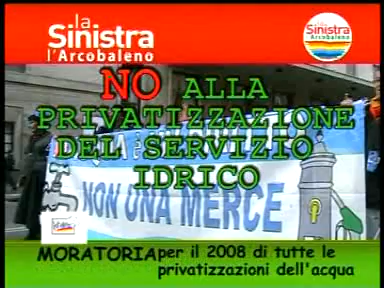 la
Sinistra
l'Arcobaleno
la Sinistra
l'Arcobaleno
NO ALLA
PRIVATIZZAZIONE
DEL SERVIZIO
IDRICO
NON UNA MERCE
MORATORIA per il 2008 di tutte le
privatizzazioni dell'acqua